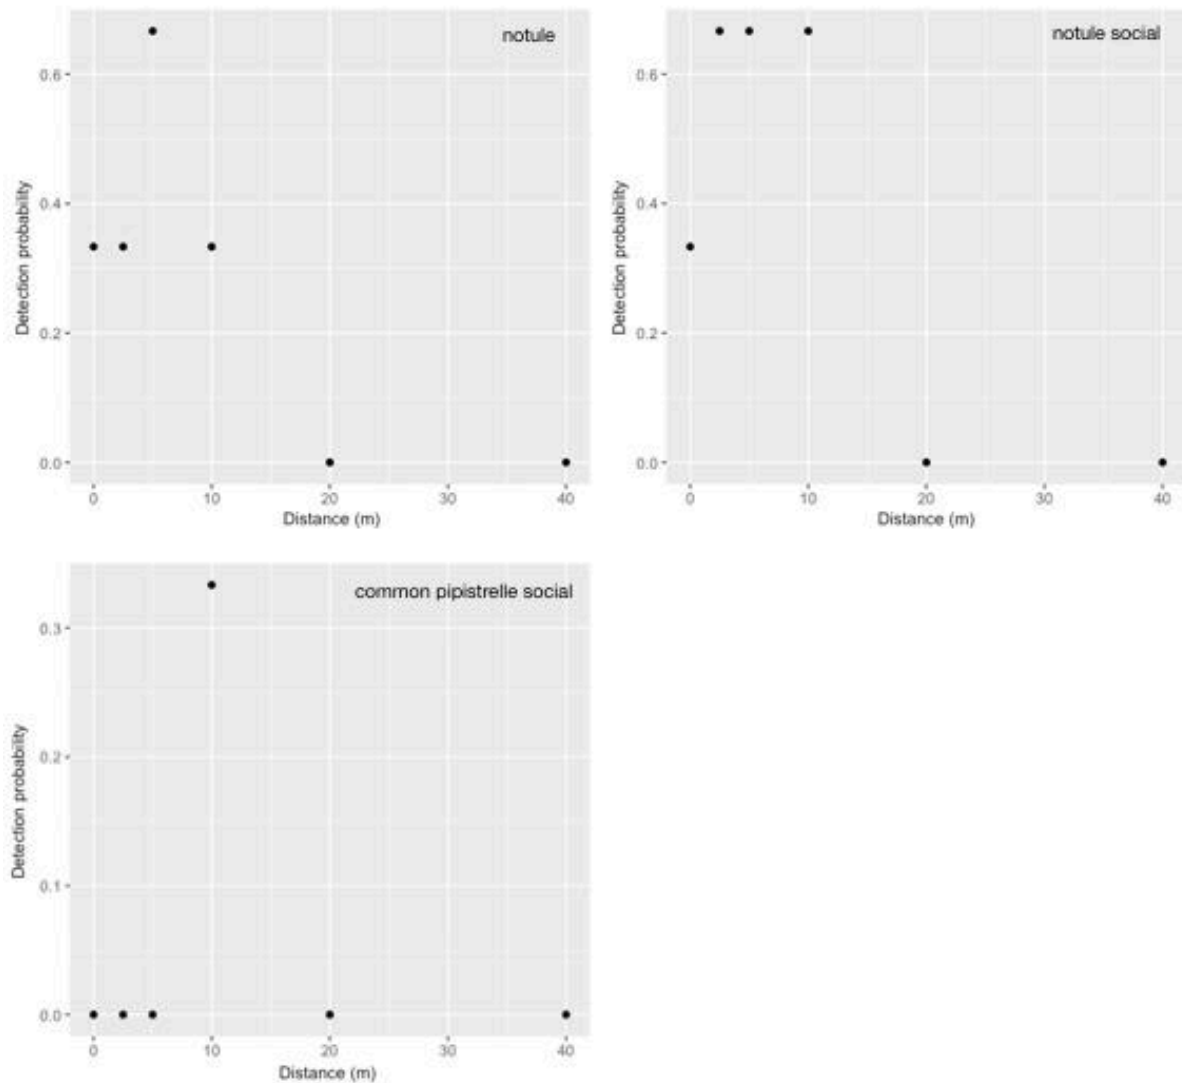 notule
0.6
0.4
0.2
0.0
Detection probability
0 10 20 30 40
Distance (m)
notule social
0.6
0.4
0.2
0.0
Detection probability
0 10 20 30 40
Distance (m)
common pipistrelle social
0.3
0.2
0.1
0.0
Detection probability
0 10 20 30 40
Distance (m)